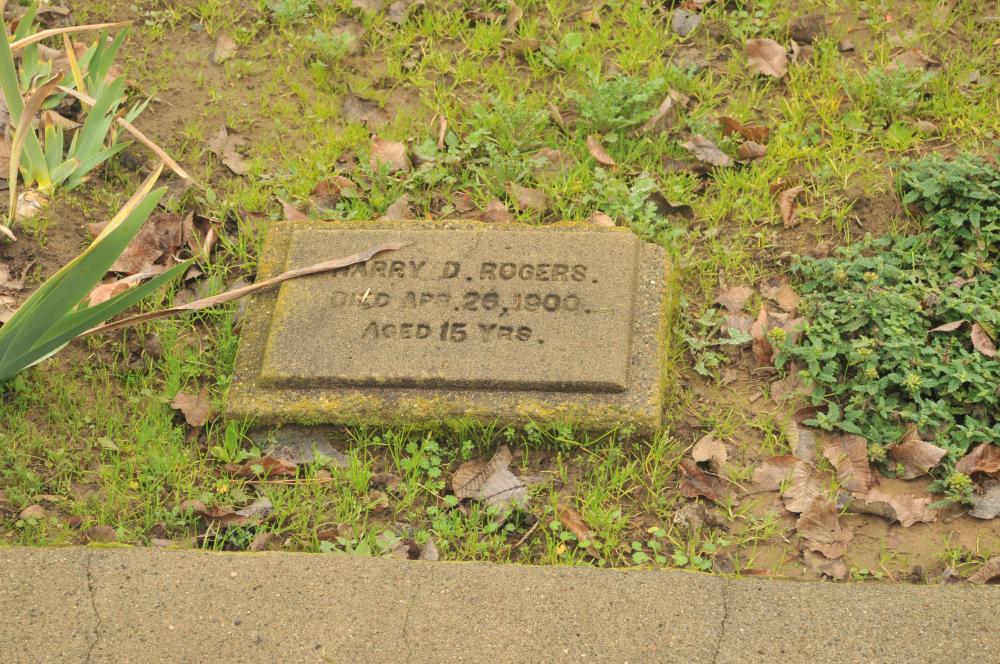 HARRY D. ROGERS.
DIED APR. 26, 1900.
AGED 15 YRS.